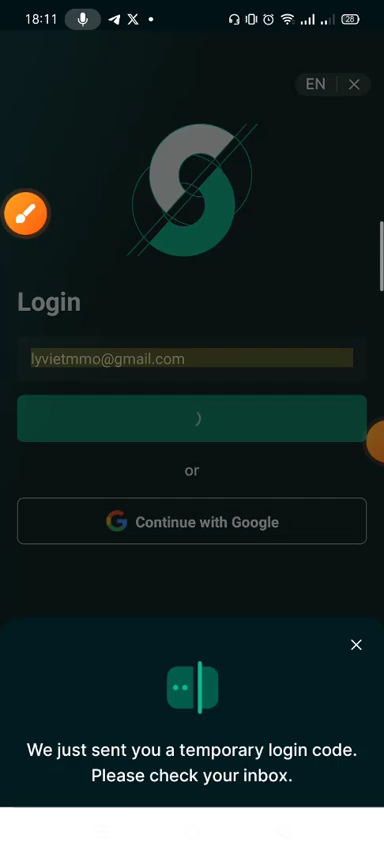 18:11
28
EN
Login
lyvietmmo@gmail.com
or
Continue with Google
We just sent you a temporary login code.
Please check your inbox.